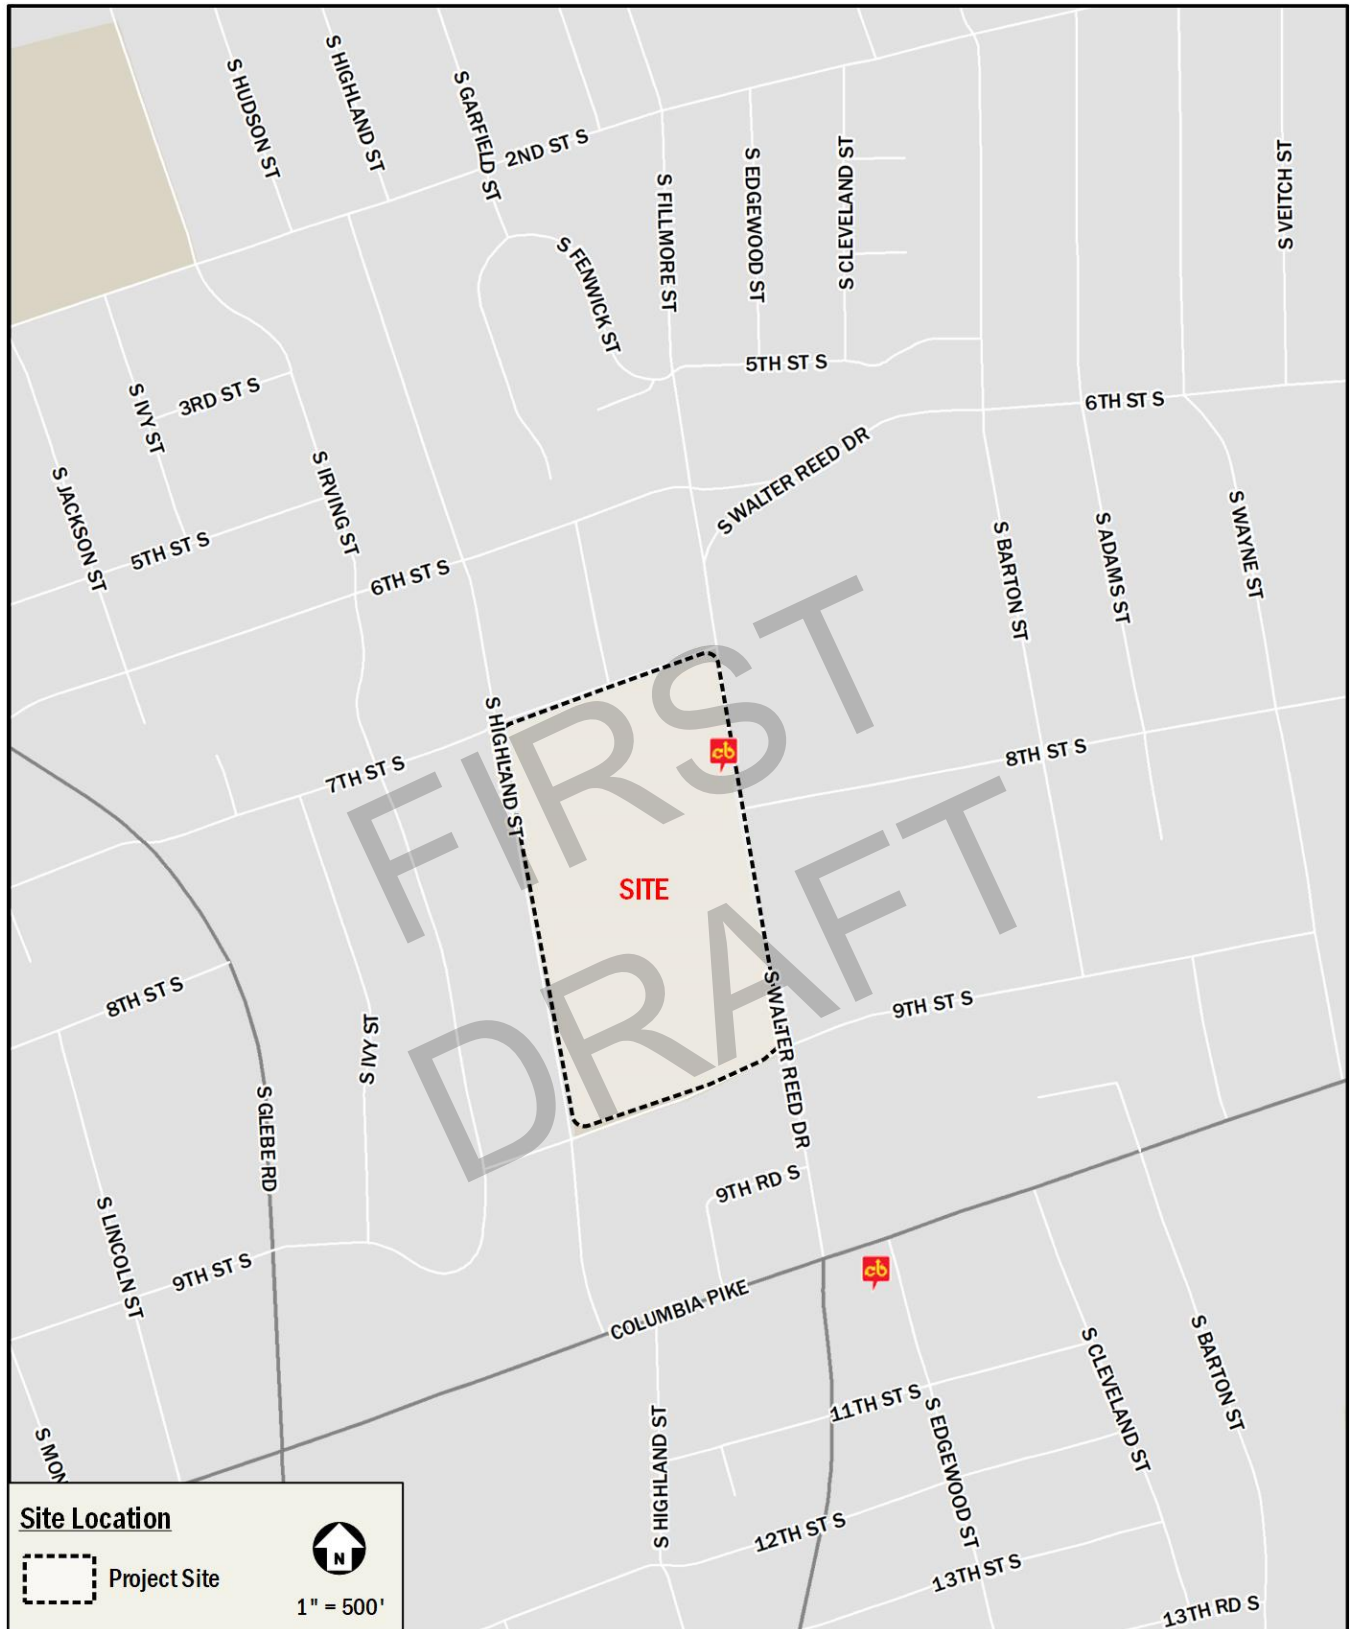 S HUDSON ST
S HIGHLAND ST
S GARFIELD ST
2ND ST S
S FENWICK ST
S FILLMORE ST
S EDGEWOOD ST
S CLEVELAND ST
S VEITCH ST
5TH ST S
6TH ST S
3RD ST S
S IVY ST
S JACKSON ST
S IRVING ST
5TH ST S
6TH ST S
S WALTER REED DR
S BARTON ST
S ADAMS ST
S WAYNE ST
S HIGHLAND ST
7TH ST S
8TH ST S
cb
FIRST
DRAFT
SITE
8TH ST S
S IVY ST
S GLEBE RD
S WALTER REED DR
9TH ST S
9TH RD S
S LINCOLN ST
9TH ST S
COLUMBIA PIKE
cb
S MON
S HIGHLAND ST
11TH ST S
S EDGEWOOD ST
S CLEVELAND ST
S BARTON ST
12TH ST S
13TH ST S
13TH RD S
Site Location
N
Project Site
1" = 500'